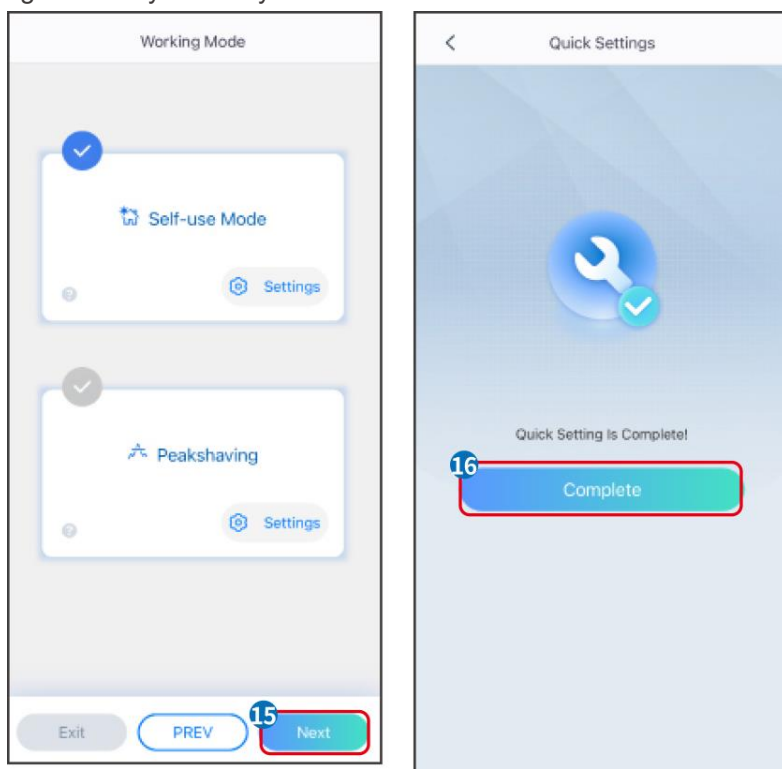 Working Mode
Self-use Mode
Settings
Peakshaving
Settings
Exit
PREV
15
Next
Quick Settings
Quick Setting Is Complete!
16
Complete